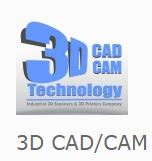 3D CAD
CAM
Technology
Industrial 3D Scanners & 3D Printers Company
3D CAD/CAM